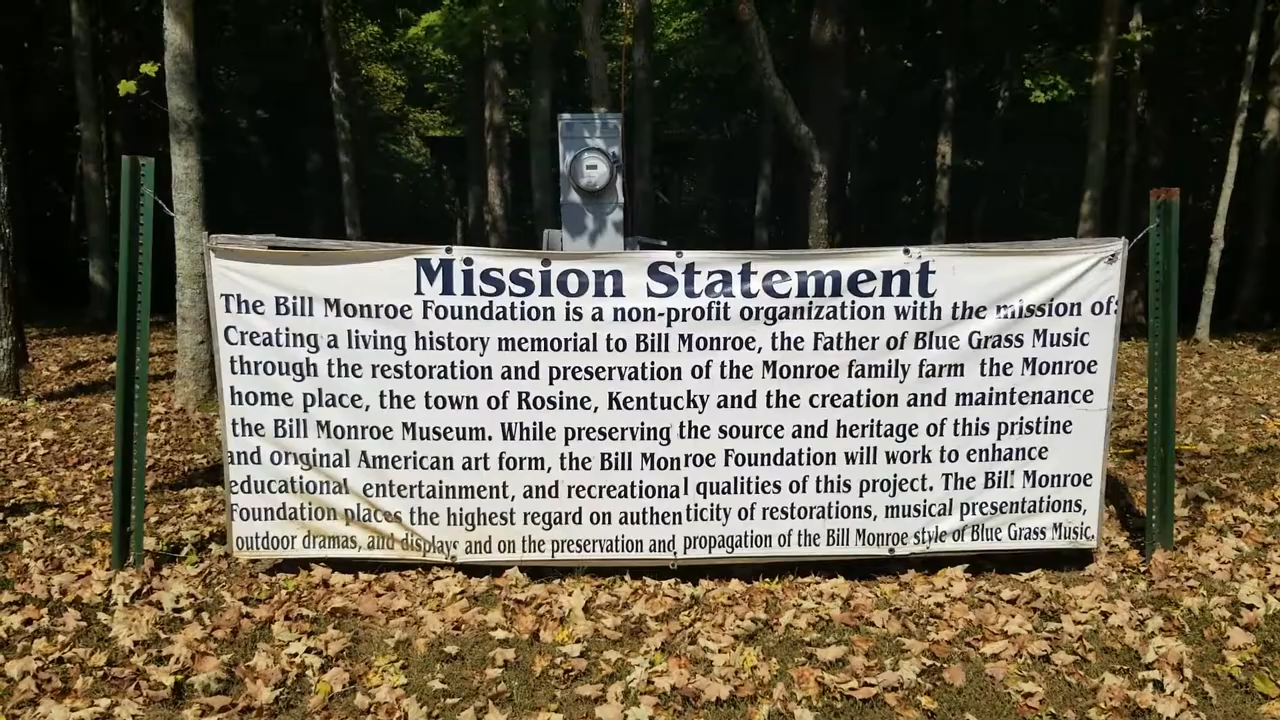 Mission Statement
The Bill Monroe Foundation is a non-profit organization with the mission of:
Creating a living history memorial to Bill Monroe, the Father of Blue Grass Music
through the restoration and preservation of the Monroe family farm the Monroe
home place, the town of Rosine, Kentucky and the creation and maintenance
the Bill Monroe Museum. While preserving the source and heritage of this pristine
and original American art form, the Bill Monroe Foundation will work to enhance
educational entertainment, and recreational qualities of this project. The Bill Monroe
Foundation places the highest regard on authenticity of restorations, musical presentations,
outdoor dramas, and displays and on the preservation and propagation of the Bill Monroe style of Blue Grass Music.